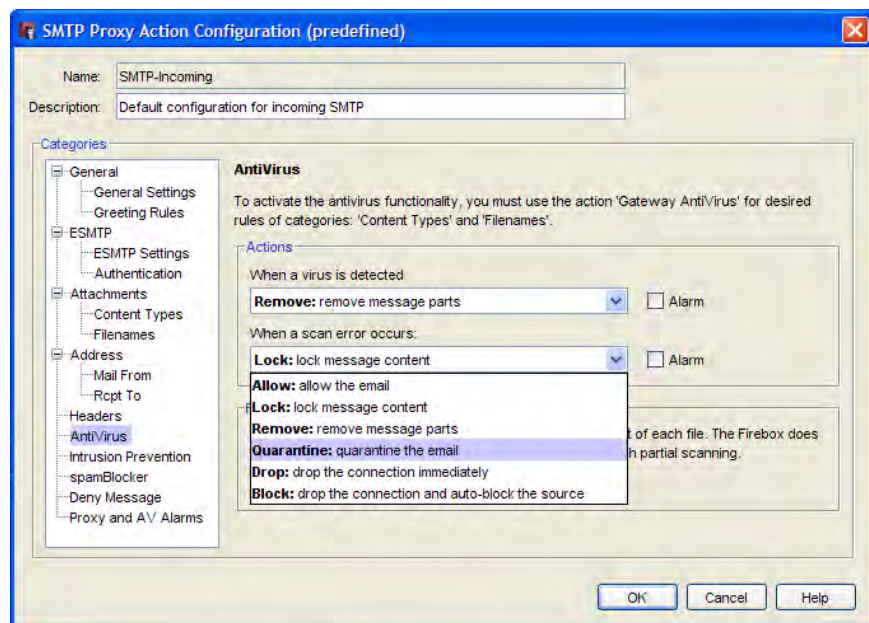 SMTP Proxy Action Configuration (predefined)
Name: SMTP-Incoming
Description: Default configuration for incoming SMTP
Categories
General
General Settings
Greeting Rules
ESMTP
ESMTP Settings
Authentication
Attachments
Content Types
Filenames
Address
Mail From
Rcpt To
Headers
AntiVirus
Intrusion Prevention
spamBlocker
Deny Message
Proxy and AV Alarms
AntiVirus
To activate the antivirus functionality, you must use the action 'Gateway AntiVirus' for desired
rules of categories: 'Content Types' and 'Filenames'.
Actions
When a virus is detected
Remove: remove message parts
Alarm
When a scan error occurs:
Lock: lock message content
Alarm
Allow: allow the email
Lock: lock message content
Remove: remove message parts
Quarantine: quarantine the email
Drop: drop the connection immediately
Block: drop the connection and auto-block the source
of each file. The Firebox does
partial scanning.
OK Cancel Help